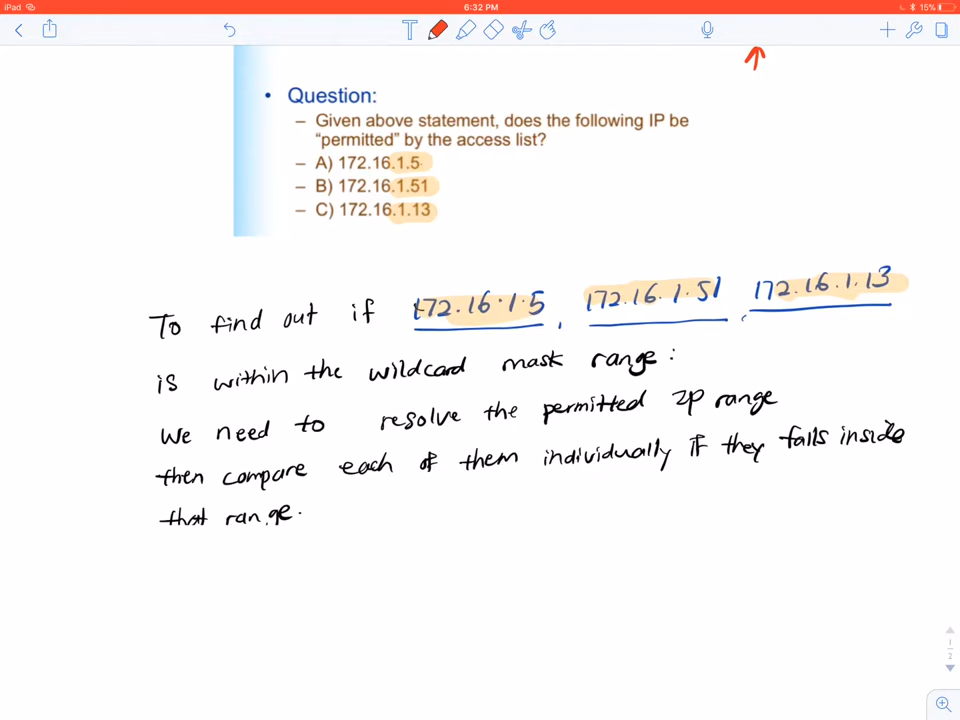 iPad 6:32 PM 15%
• Question:
– Given above statement, does the following IP be
“permitted” by the access list?
– A) 172.16.1.5
– B) 172.16.1.51
– C) 172.16.1.13
To find out if 172.16.1.5, 172.16.1.51, 172.16.1.13
is within the wildcard mask range:
We need to resolve the permitted IP range
then compare each of them individually if they falls inside
that range.
1
2